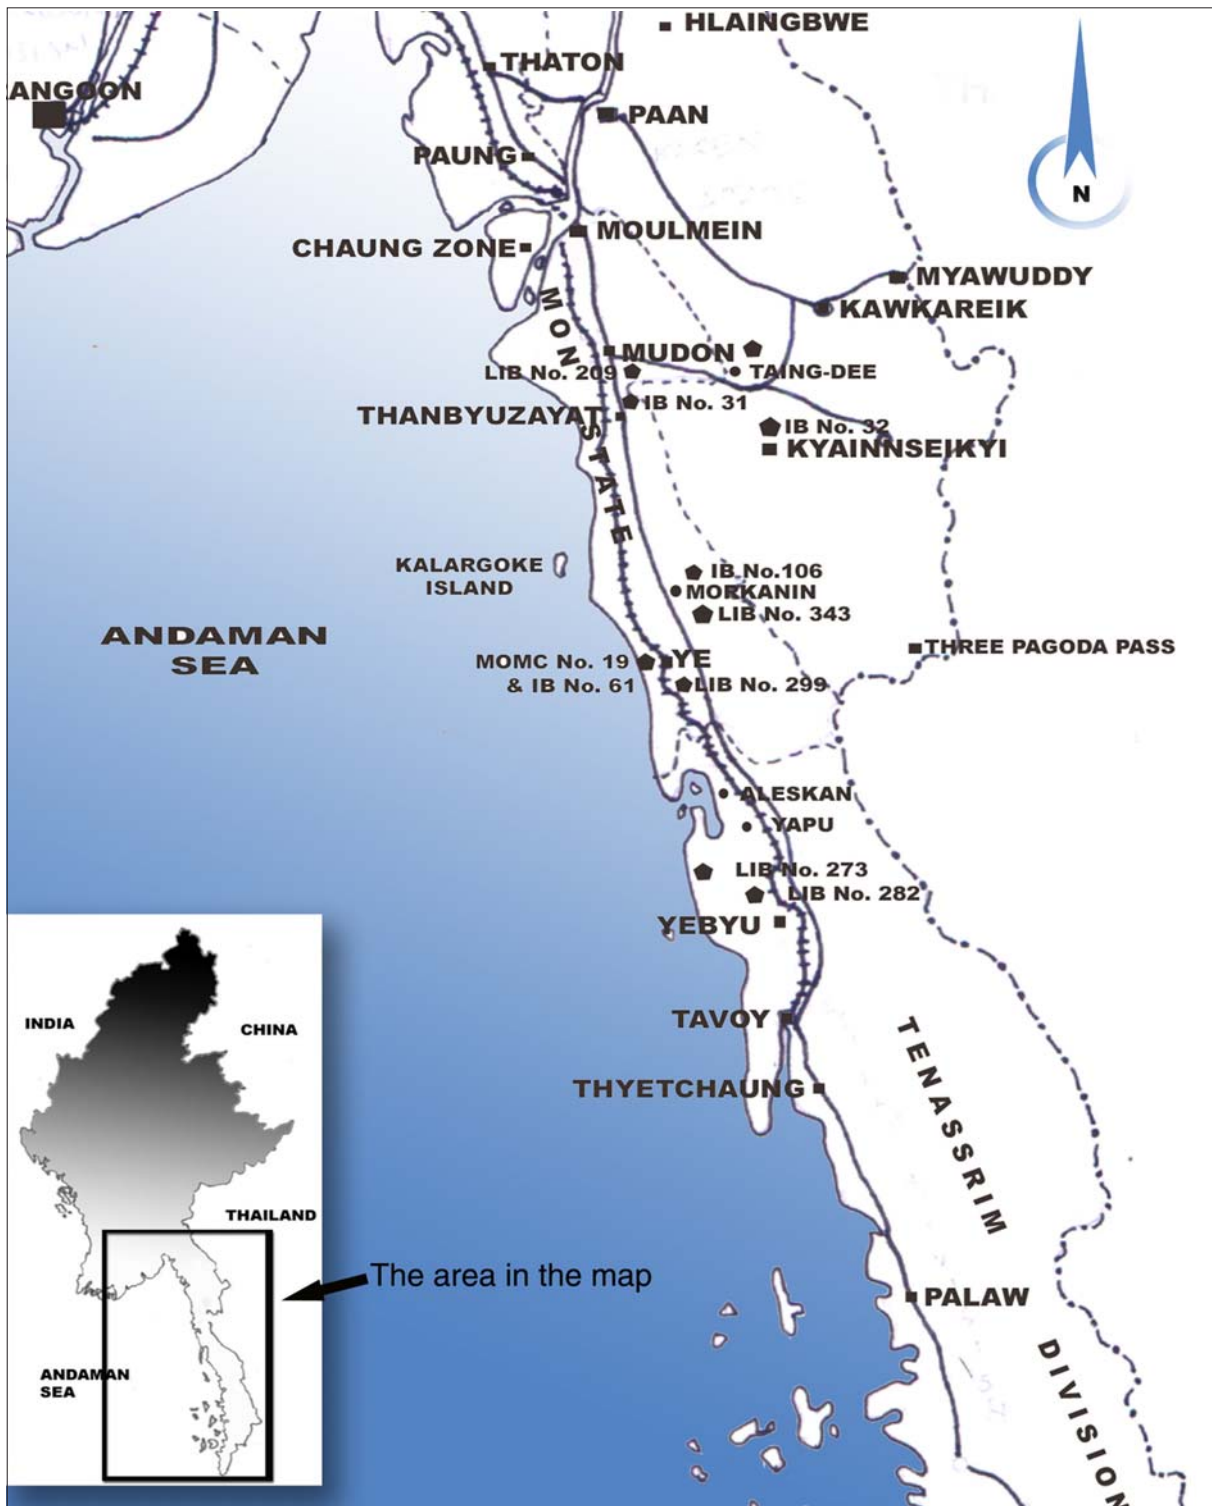 HLAINGBWE
THATON
ANGOON
PAAN
PAUNG
N
MOULMEIN
CHAUNG ZONE
MYAWUDDY
KAWKAREIK
MON STATE
MUDON
LIB No. 209
TAING-DEE
IB No. 31
THANBYUZAYAT
IB No. 32
KYAINNSEIKYI
KALARGOKE
ISLAND
IB No.106
MORKANIN
LIB No. 343
ANDAMAN
SEA
THREE PAGODA PASS
MOMC No. 19
& IB No. 61
YE
LIB No. 299
ALESKAN
YAPU
LIB No. 273
LIB No. 282
YEBYU
TAVOY
THYETCHAUNG
TENASSRIM DIVISION
PALAW
INDIA
CHINA
THAILAND
The area in the map
ANDAMAN
SEA